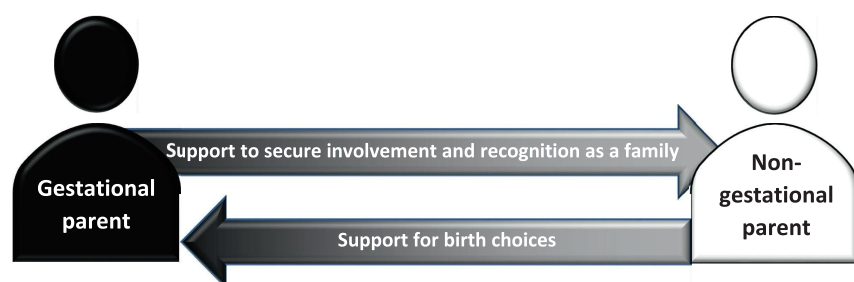 Support to secure involvement and recognition as a family
Gestational
parent
Non-
gestational
parent
Support for birth choices